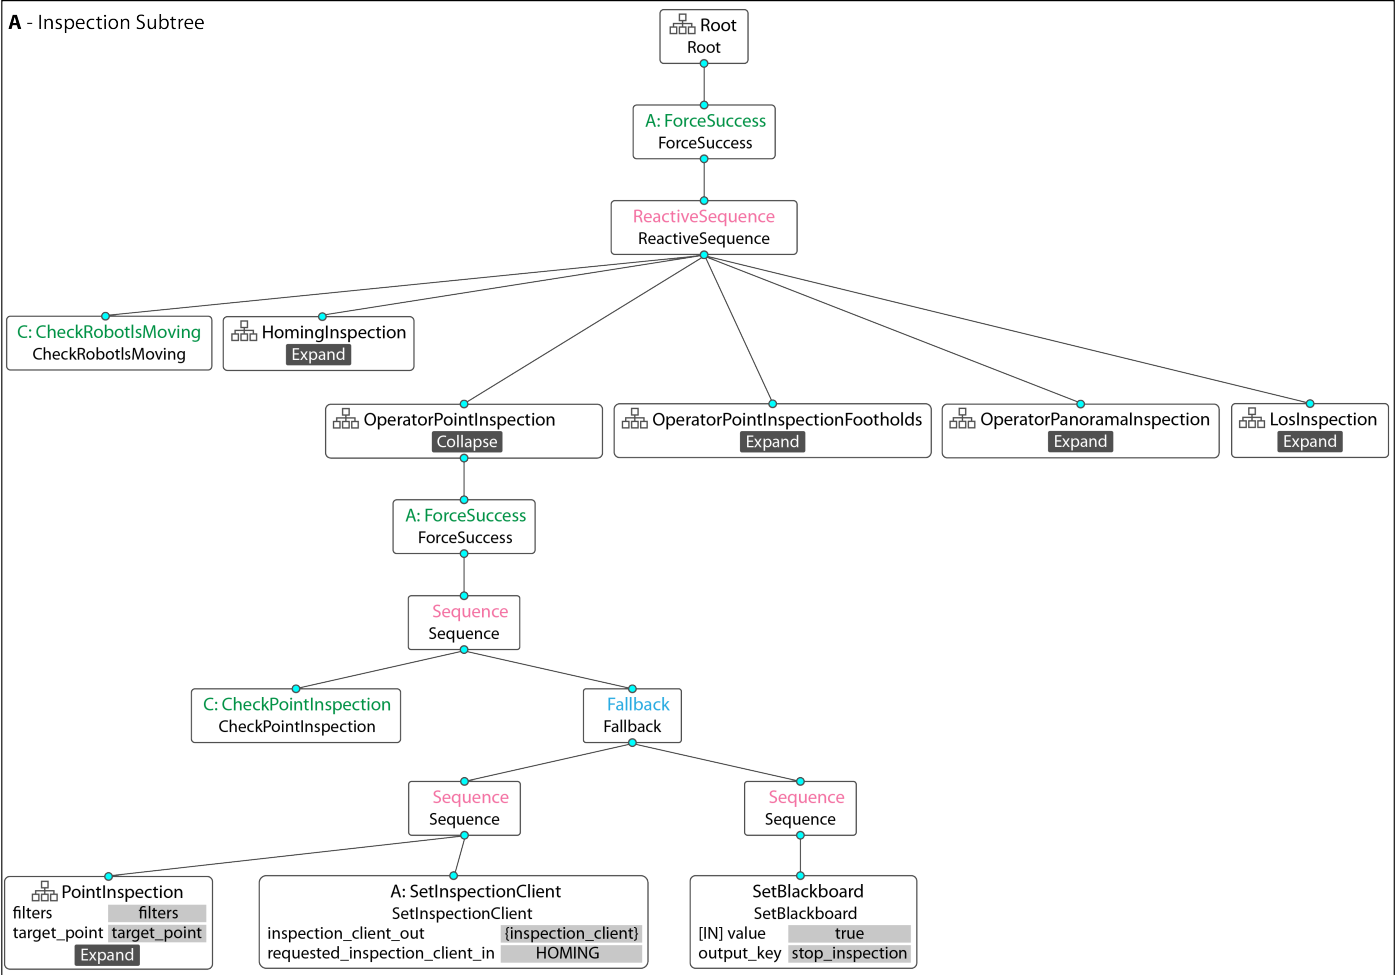 A - Inspection Subtree
Root
Root
A: ForceSuccess
ForceSuccess
ReactiveSequence
ReactiveSequence
C: CheckRobotIsMoving
CheckRobotIsMoving
HomingInspection
Expand
OperatorPointInspection
Collapse
OperatorPointInspectionFootholds
Expand
OperatorPanoramaInspection
Expand
LosInspection
Expand
A: ForceSuccess
ForceSuccess
Sequence
Sequence
C: CheckPointInspection
CheckPointInspection
Fallback
Fallback
Sequence
Sequence
Sequence
Sequence
PointInspection
filters filters
target_point target_point
Expand
A: SetInspectionClient
SetInspectionClient
inspection_client_out {inspection_client}
requested_inspection_client_in HOMING
SetBlackboard
SetBlackboard
[IN] value true
output_key stop_inspection